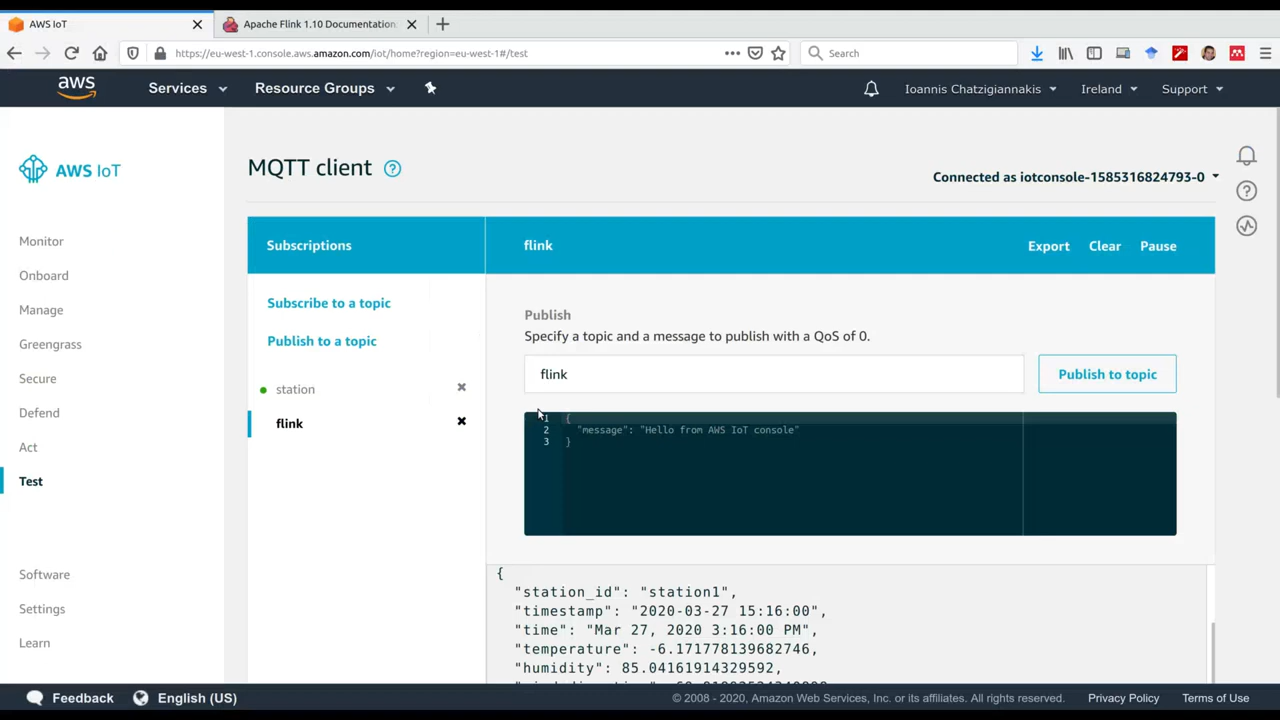 AWS IoT
Apache Flink 1.10 Documentation
https://eu-west-1.console.aws.amazon.com/iot/home?region=eu-west-1#/test
Search
aws
Services
Resource Groups
Ioannis Chatzigiannakis
Ireland
Support
AWS IoT
MQTT client
Connected as iotconsole-1585316824793-0
Monitor
Onboard
Manage
Greengrass
Secure
Defend
Act
Test
Software
Settings
Learn
Subscriptions
Subscribe to a topic
Publish to a topic
station
flink
flink
Export
Clear
Pause
Publish
Specify a topic and a message to publish with a QoS of 0.
flink
Publish to topic
1 {
2 "message": "Hello from AWS IoT console"
3 }
{
"station_id": "station1",
"timestamp": "2020-03-27 15:16:00",
"time": "Mar 27, 2020 3:16:00 PM",
"temperature": -6.171778139682746,
"humidity": 85.04161914329592,
Feedback
English (US)
© 2008 - 2020, Amazon Web Services, Inc. or its affiliates. All rights reserved.
Privacy Policy
Terms of Use